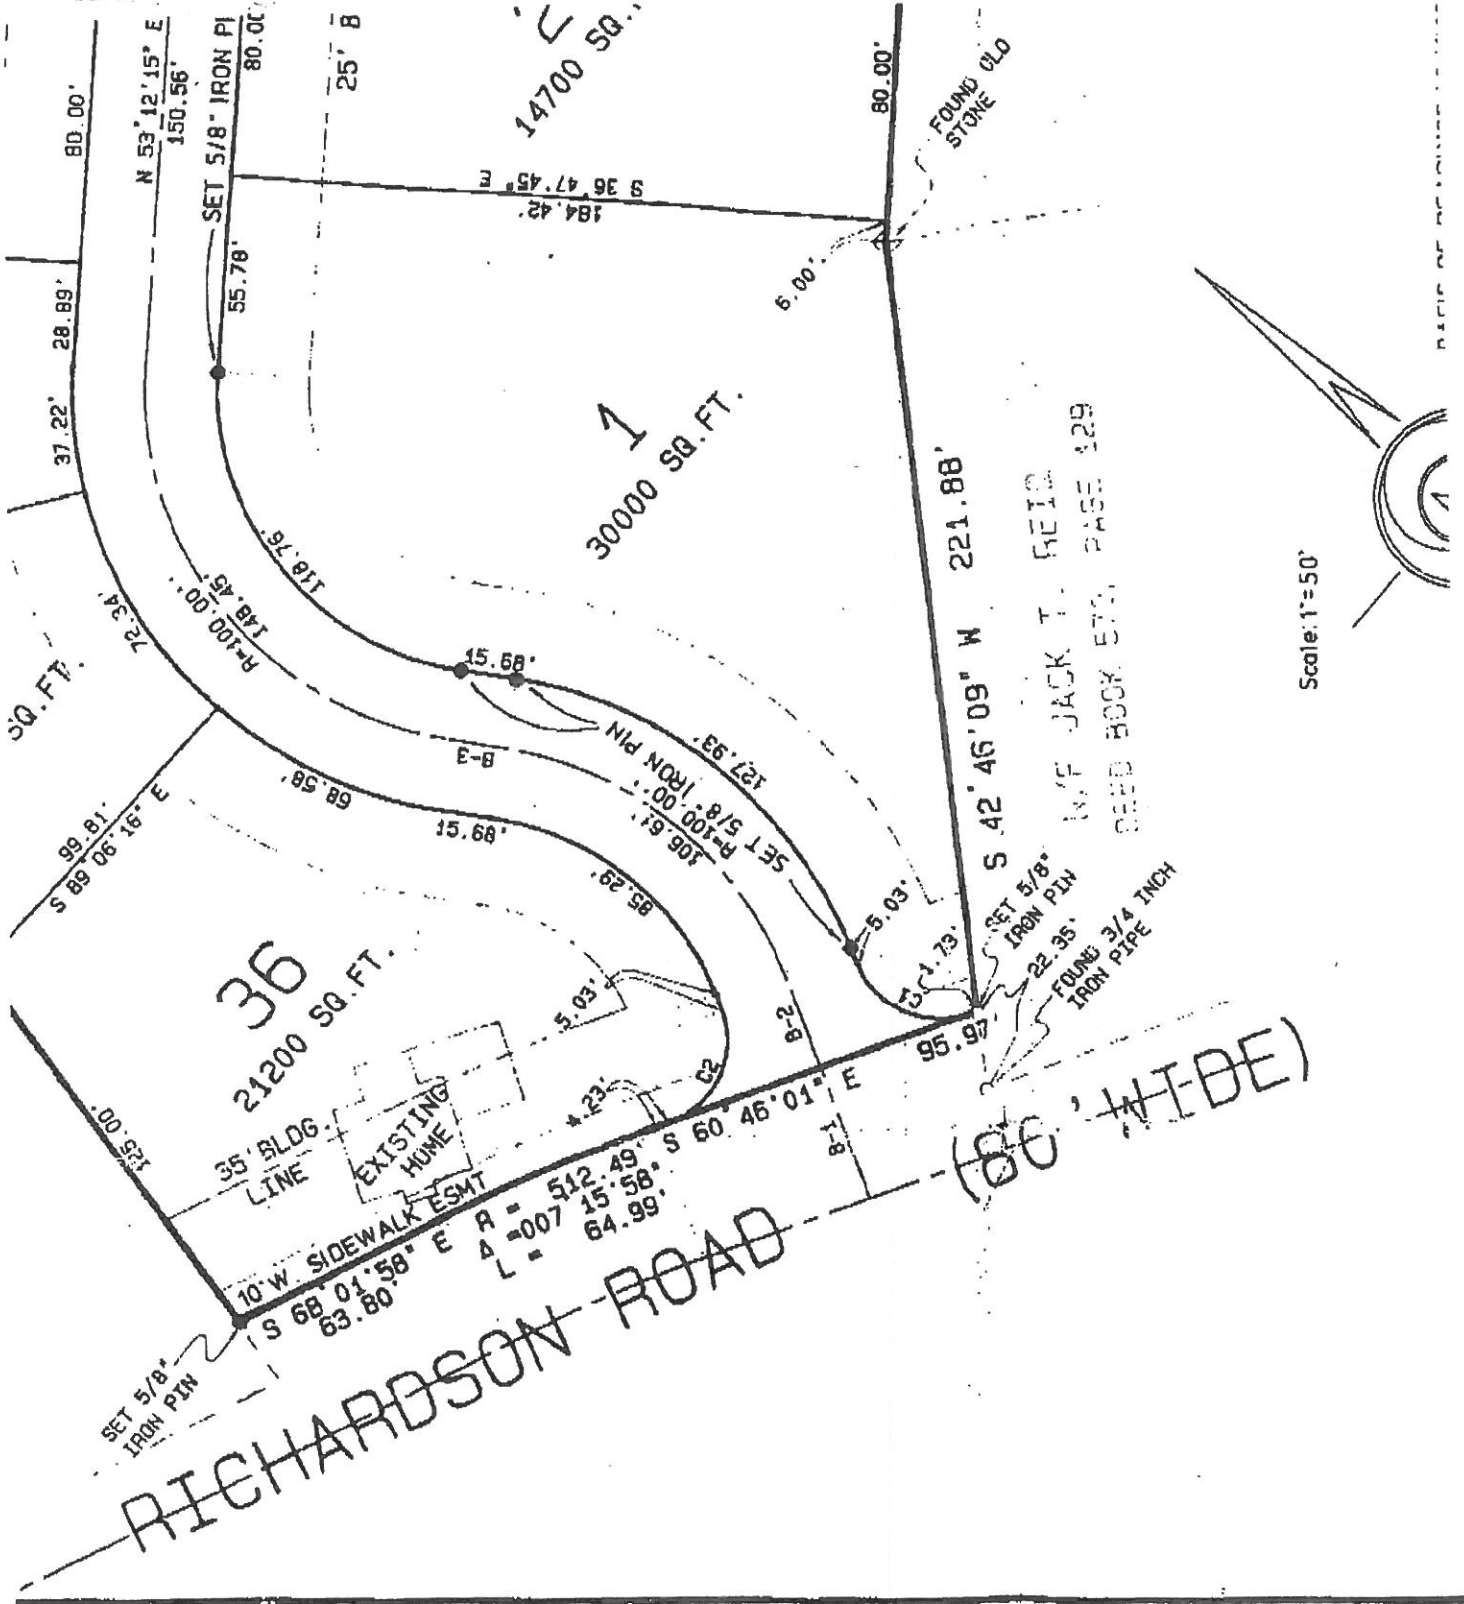 80.00'
N 53°12'15" E
150.56'
SET 5/8" IRON PI
80.0
25' B
14700 SQ.
80.00'
FOUND OLD
STONE
S 36°47'45" E
184.42'
55.78'
28.89'
6.00'
37.22'
1
30000 SQ.FT.
118.76'
R=100.00'
148.45'
72.34'
SQ.FT.
221.88'
S 42°46'09" W
N/F JACK T. REID
DEED BOOK PAGE 129
Scale:1"=50'
15.68'
B-3
68.58'
15.68'
SET 5/8" IRON PIN
127.93'
R=100.00'
106.61'
99.81'
S 89°06'16" E
85.29'
36
21200 SQ.FT.
5.03'
5.03'
1.73'
SET 5/8"
IRON PIN
22.35'
FOUND 3/4 INCH
IRON PIPE
B-2
95.97
C2
4.23'
125.00'
35' BLDG.
LINE
EXISTING
HOME
S 60°46'01" E
B-1
10'W. SIDEWALK ESMT
R = 512.49'
Δ =007°15'58"
L = 64.99'
S 68°01'58" E
63.80'
SET 5/8"
IRON PIN
RICHARDSON ROAD (80' WIDE)